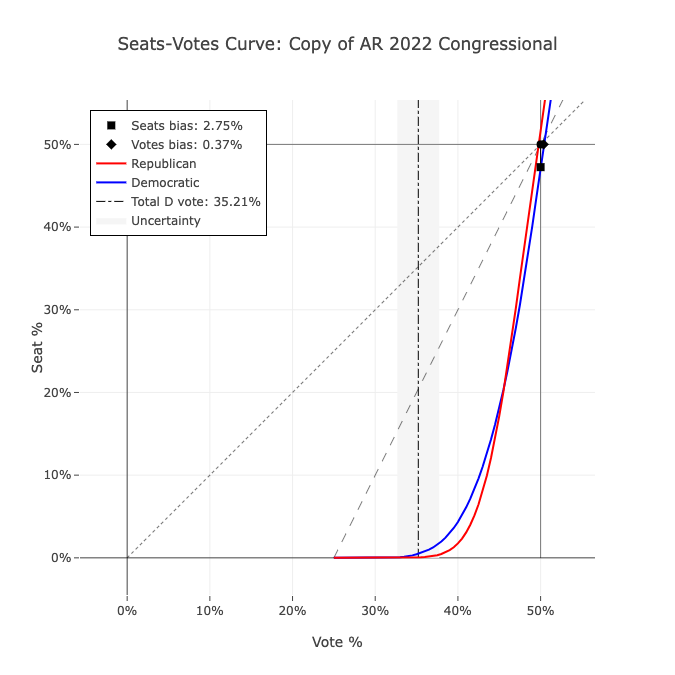 Seats-Votes Curve: Copy of AR 2022 Congressional
Seats bias: 2.75%
Votes bias: 0.37%
Republican
Democratic
Total D vote: 35.21%
Uncertainty
50%
40%
30%
20%
10%
0%
Seat %
0%
10%
20%
30%
40%
50%
Vote %